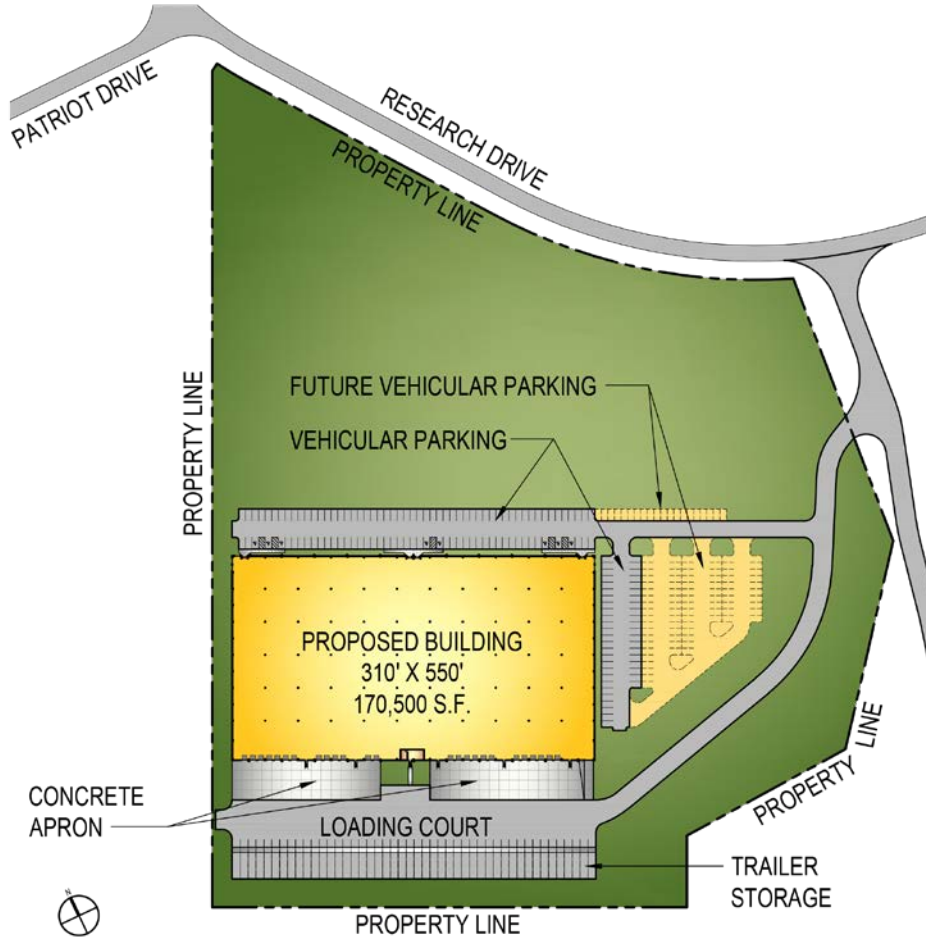 PATRIOT DRIVE
RESEARCH DRIVE
PROPERTY LINE
PROPERTY LINE
FUTURE VEHICULAR PARKING
VEHICULAR PARKING
PROPOSED BUILDING
310' X 550'
170,500 S.F.
PROPERTY LINE
CONCRETE
APRON
LOADING COURT
TRAILER
STORAGE
N
PROPERTY LINE